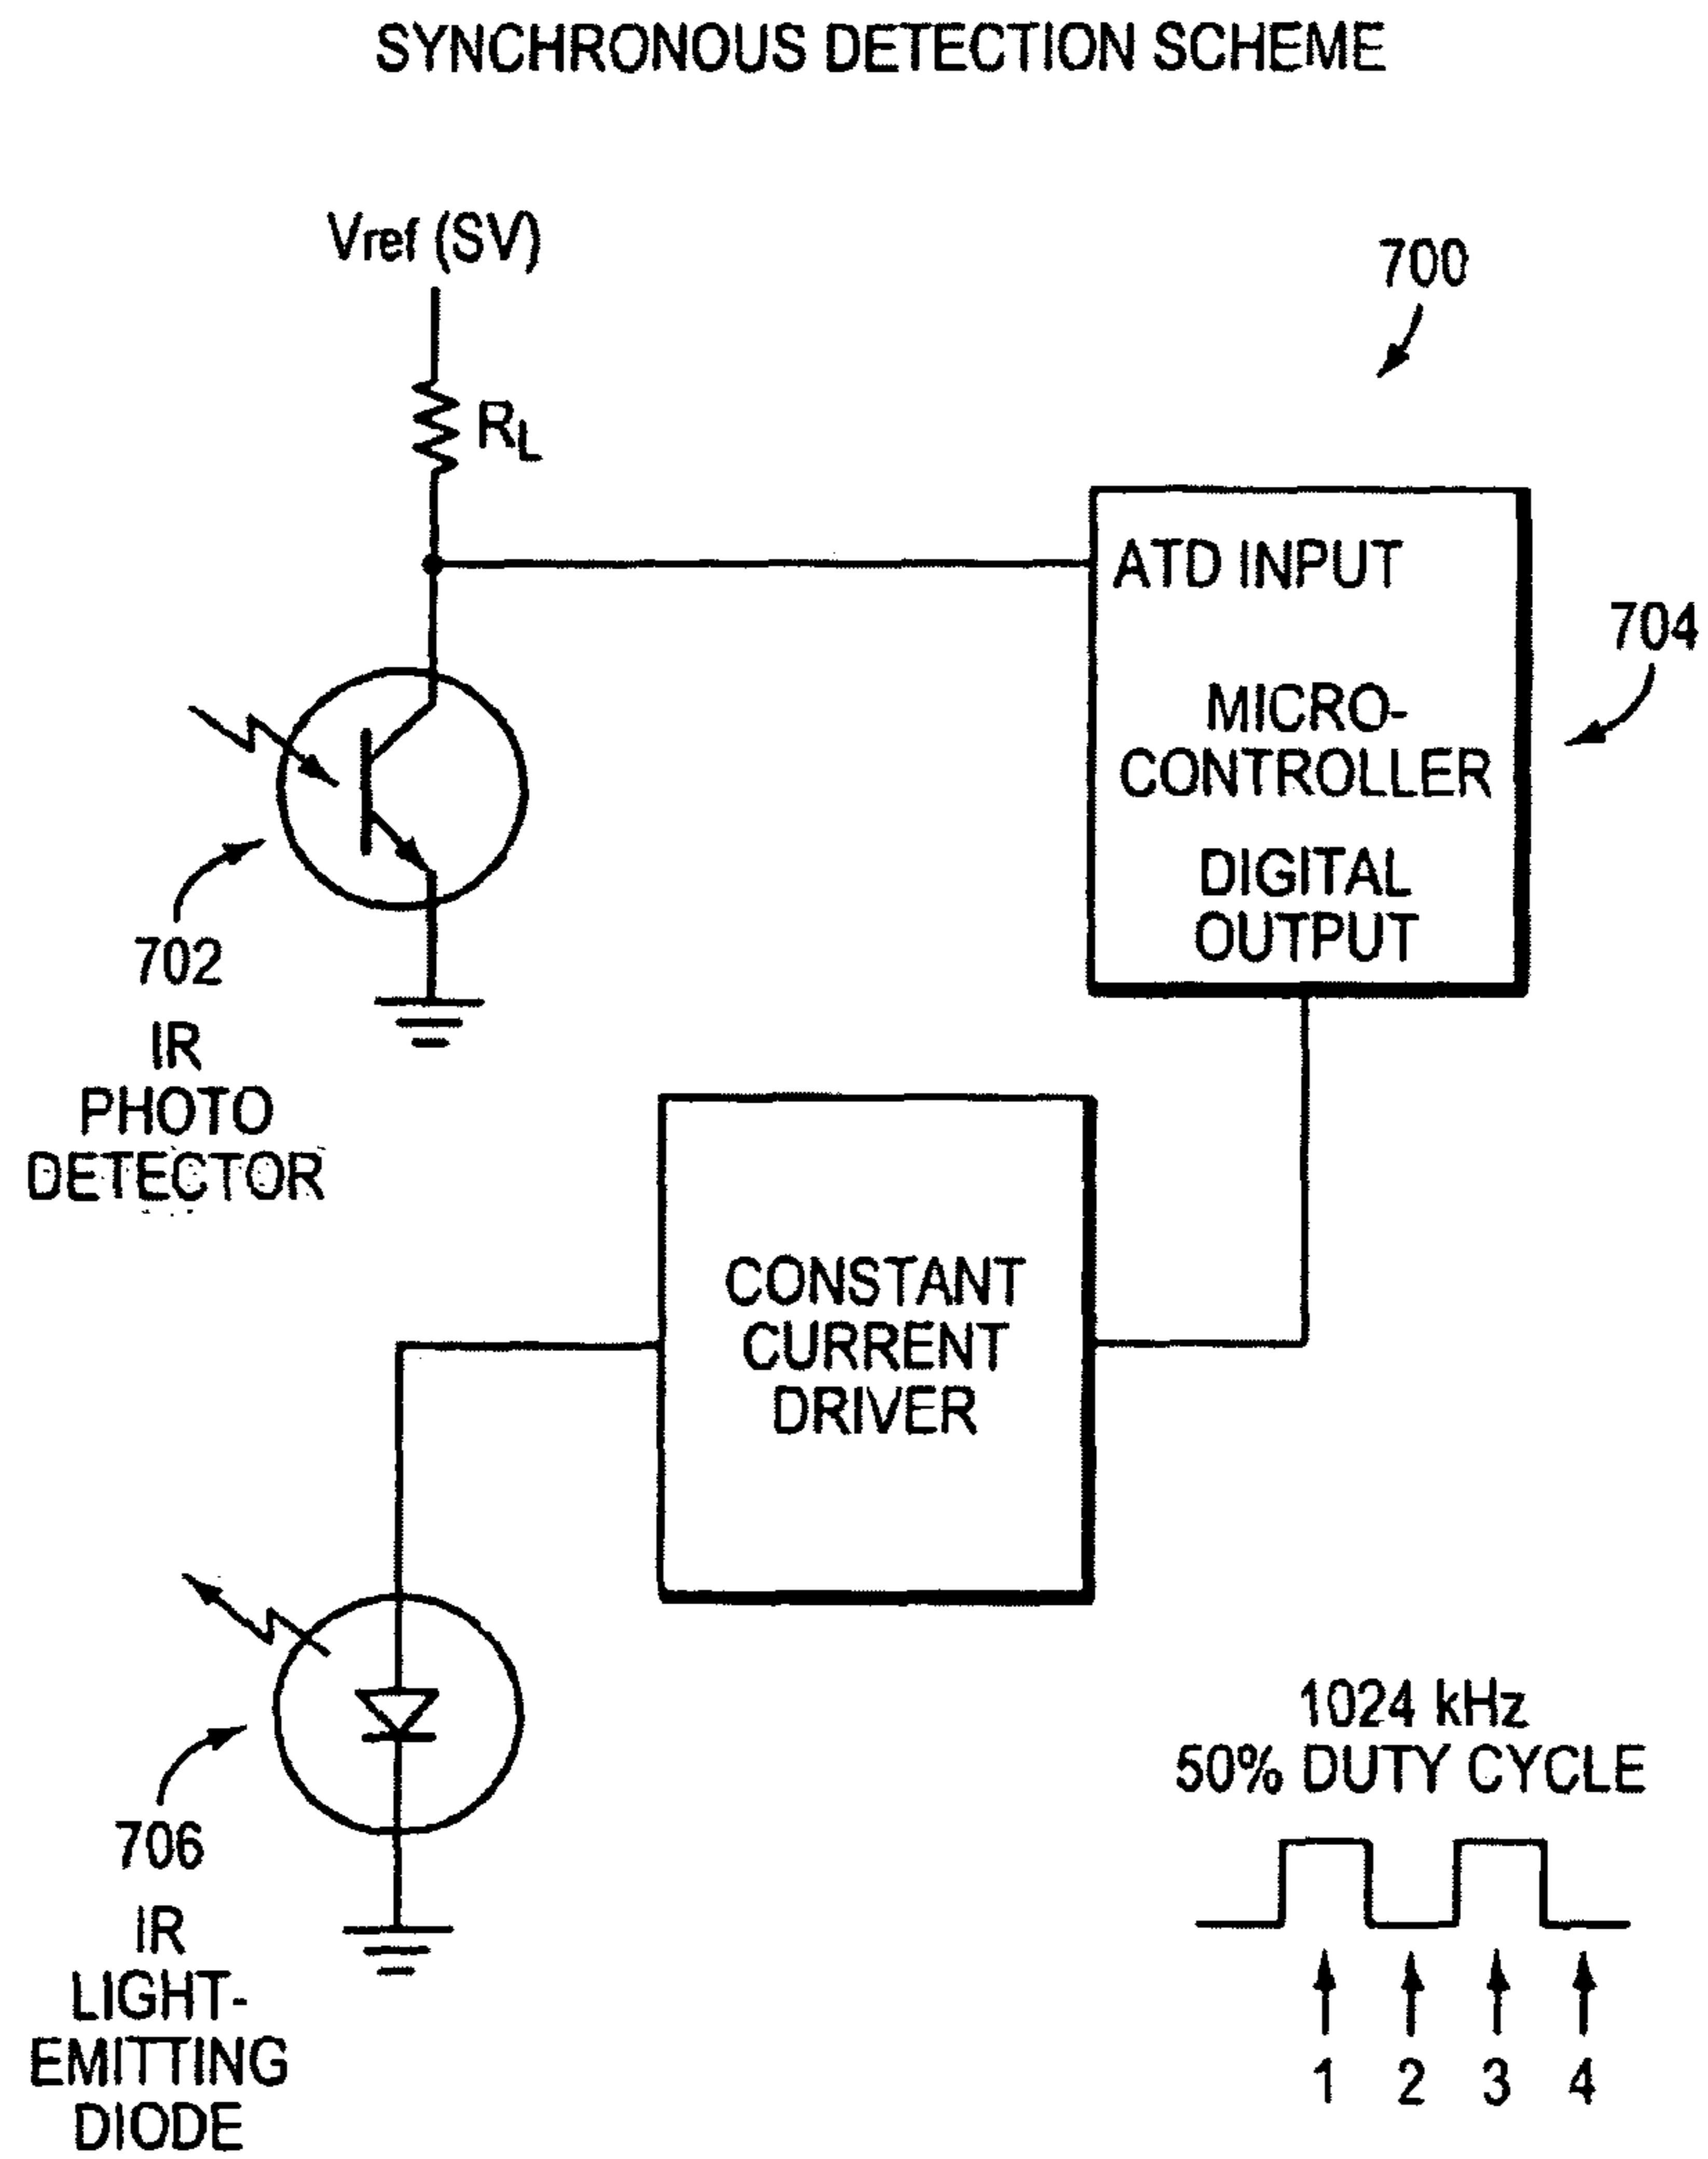 SYNCHRONOUS DETECTION SCHEME
Vref (SV)
700
RL
ATD INPUT
704
MICRO-
CONTROLLER
DIGITAL
OUTPUT
702
IR
PHOTO
DETECTOR
CONSTANT
CURRENT
DRIVER
706
IR
LIGHT-
EMITTING
DIODE
1024 kHz
50% DUTY CYCLE
1 2 3 4